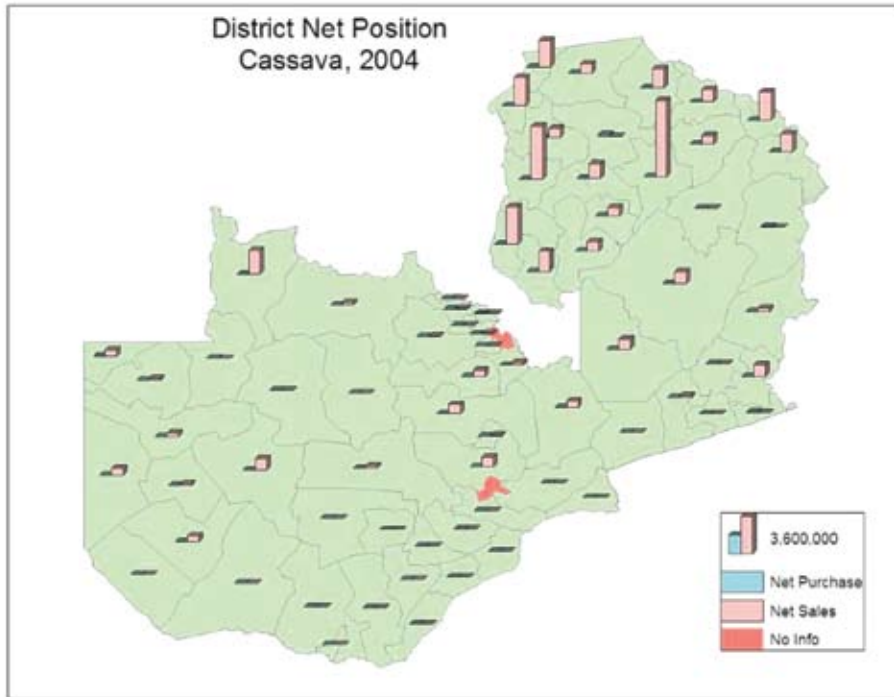 District Net Position
Cassava, 2004
3,600,000
Net Purchase
Net Sales
No Info